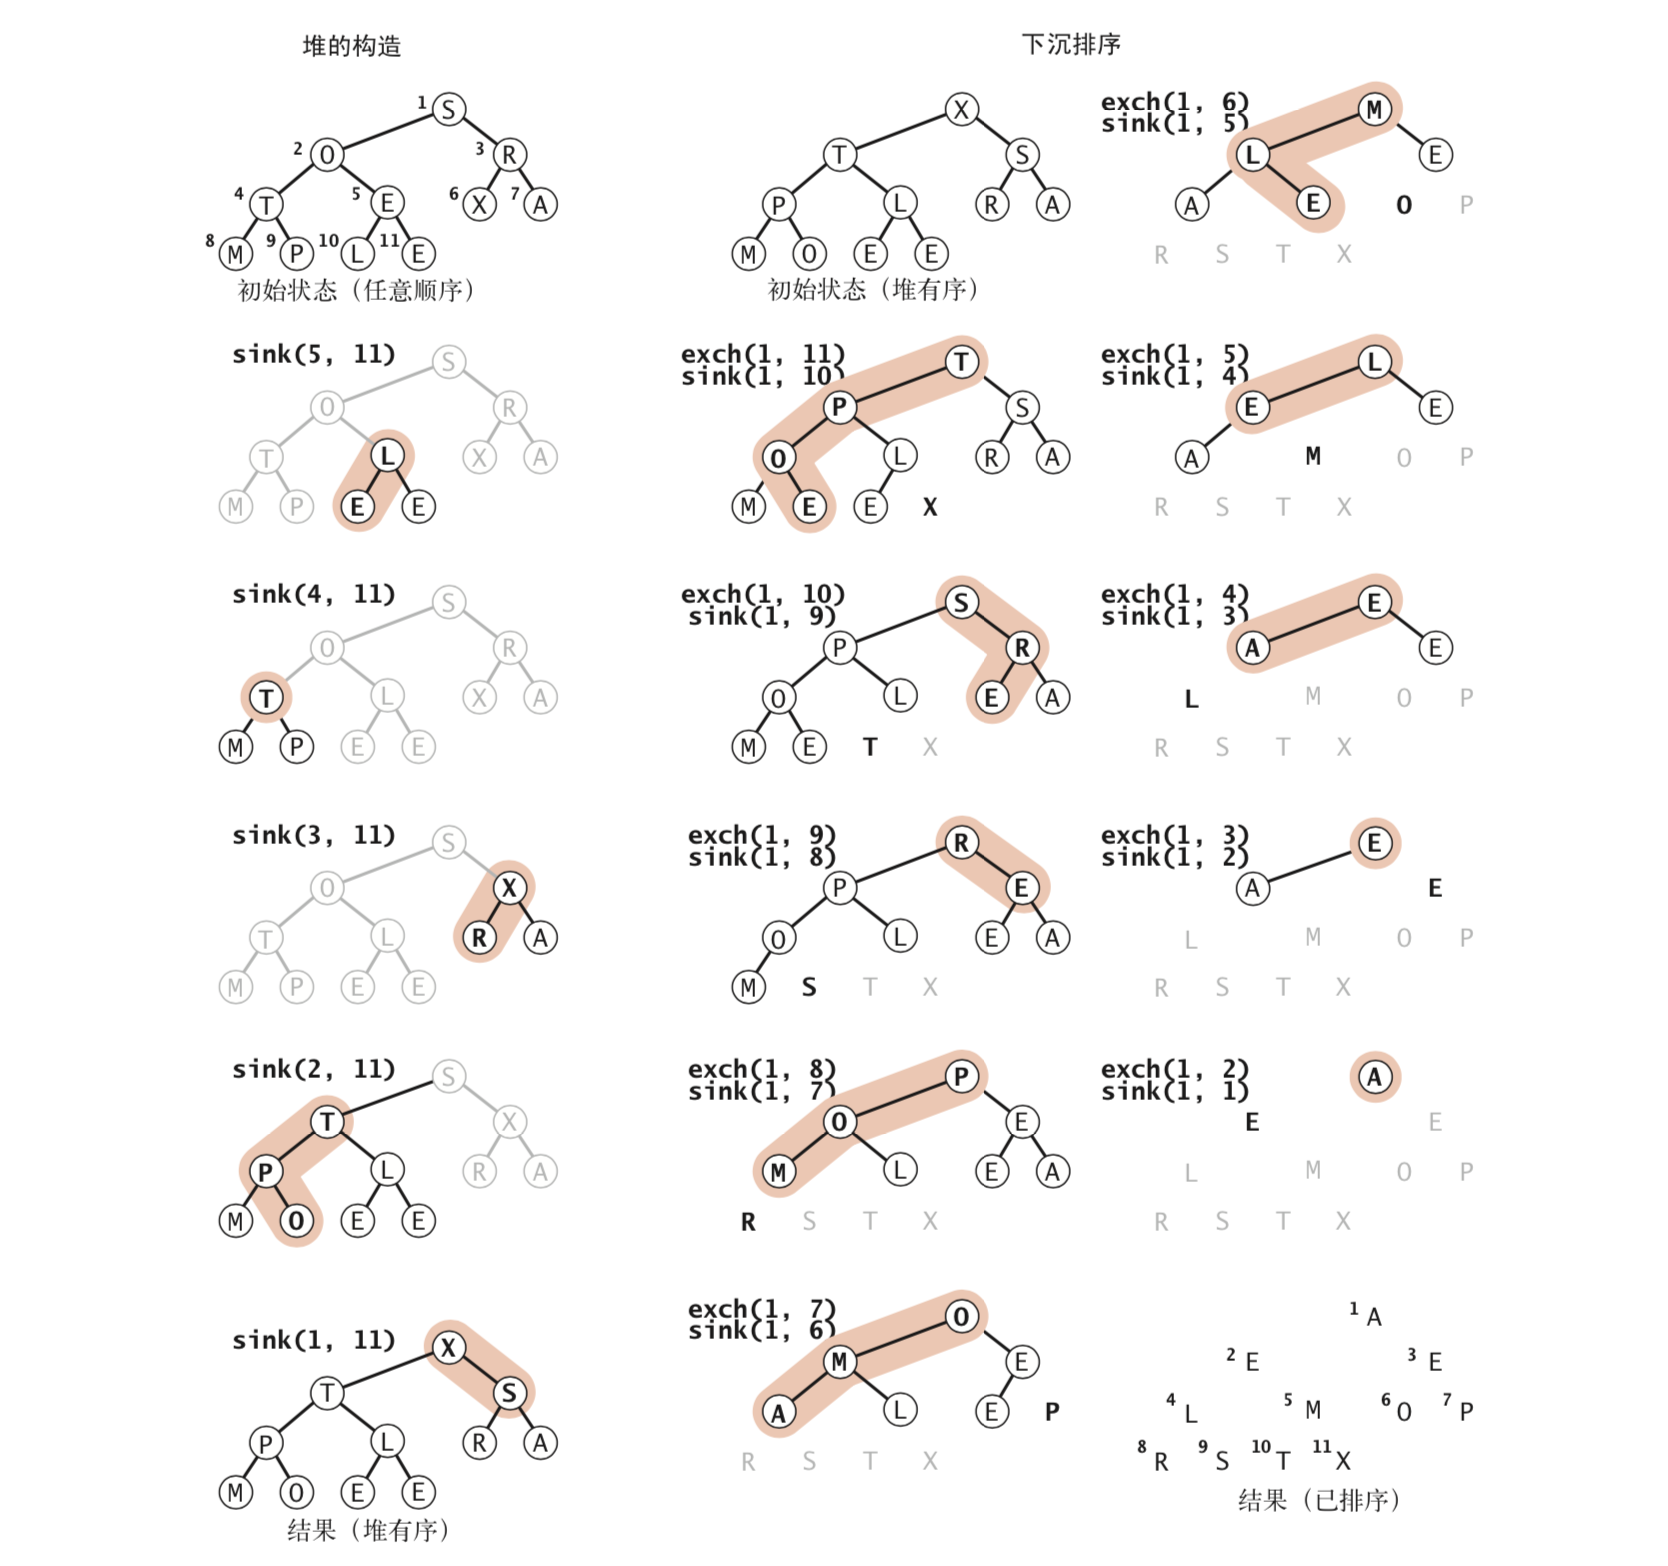 堆的构造
1 S
2 O 3 R
4 T 5 E 6 X 7 A
8 M 9 P 10 L 11 E
初始状态（任意顺序）
sink(5, 11)
S
O R
T L X A
M P E E
sink(4, 11)
S
O R
T L X A
M P E E
sink(3, 11)
S
O X
T L R A
M P E E
sink(2, 11)
S
T X
P L R A
M O E E
sink(1, 11)
X
T S
P L R A
M O E E
结果（堆有序）
下沉排序
X
T S
P L R A
M O E E
初始状态（堆有序）
exch(1, 11)
sink(1, 10)
T
P S
O L R A
M E E X
exch(1, 10)
sink(1, 9)
S
P R
O L E A
M E T X
exch(1, 9)
sink(1, 8)
R
P E
O L E A
M S T X
exch(1, 8)
sink(1, 7)
P
O E
M L E A
R S T X
exch(1, 7)
sink(1, 6)
O
M E
A L E P
R S T X
exch(1, 6)
sink(1, 5)
M
L E
A E O P
R S T X
exch(1, 5)
sink(1, 4)
L
E E
A M O P
R S T X
exch(1, 4)
sink(1, 3)
E
A E
L M O P
R S T X
exch(1, 3)
sink(1, 2)
E
A E
L M O P
R S T X
exch(1, 2)
sink(1, 1)
A
E E
L M O P
R S T X
1 A
2 E 3 E
4 L 5 M 6 O 7 P
8 R 9 S 10 T 11 X
结果（已排序）